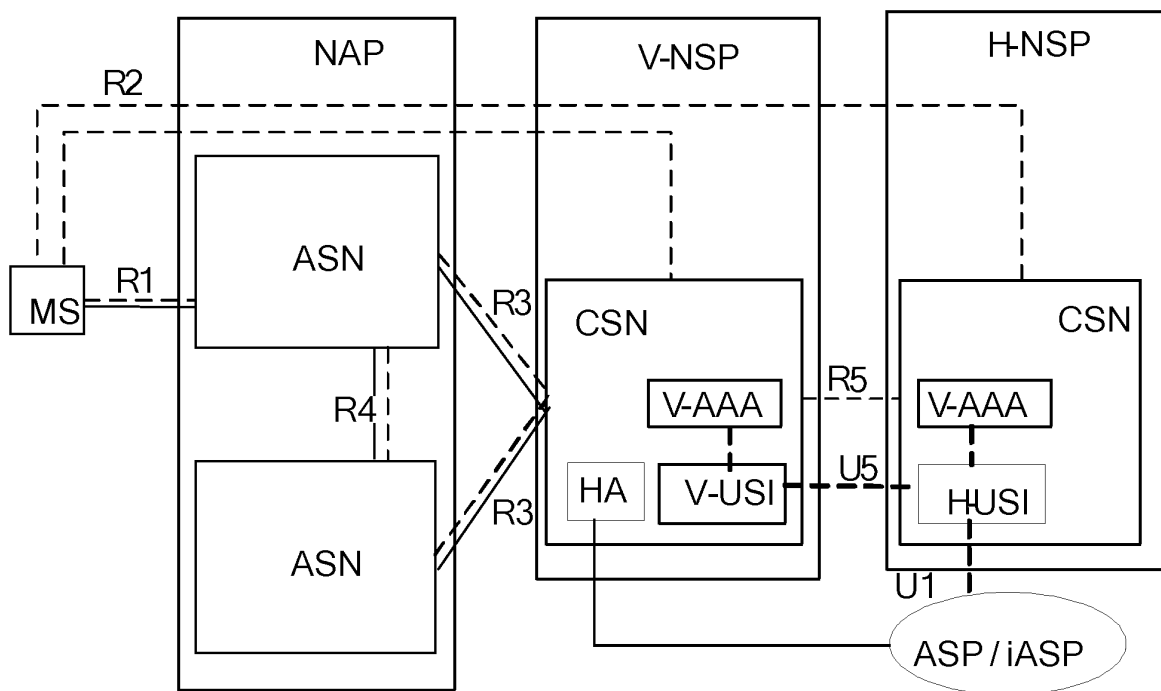 NAP
V-NSP
H-NSP
R2
ASN
R1
MS
R3
CSN
CSN
R5
V-AAA
V-AAA
R4
U5
HA
V-USI
H-USI
R3
ASN
U1
ASP / iASP